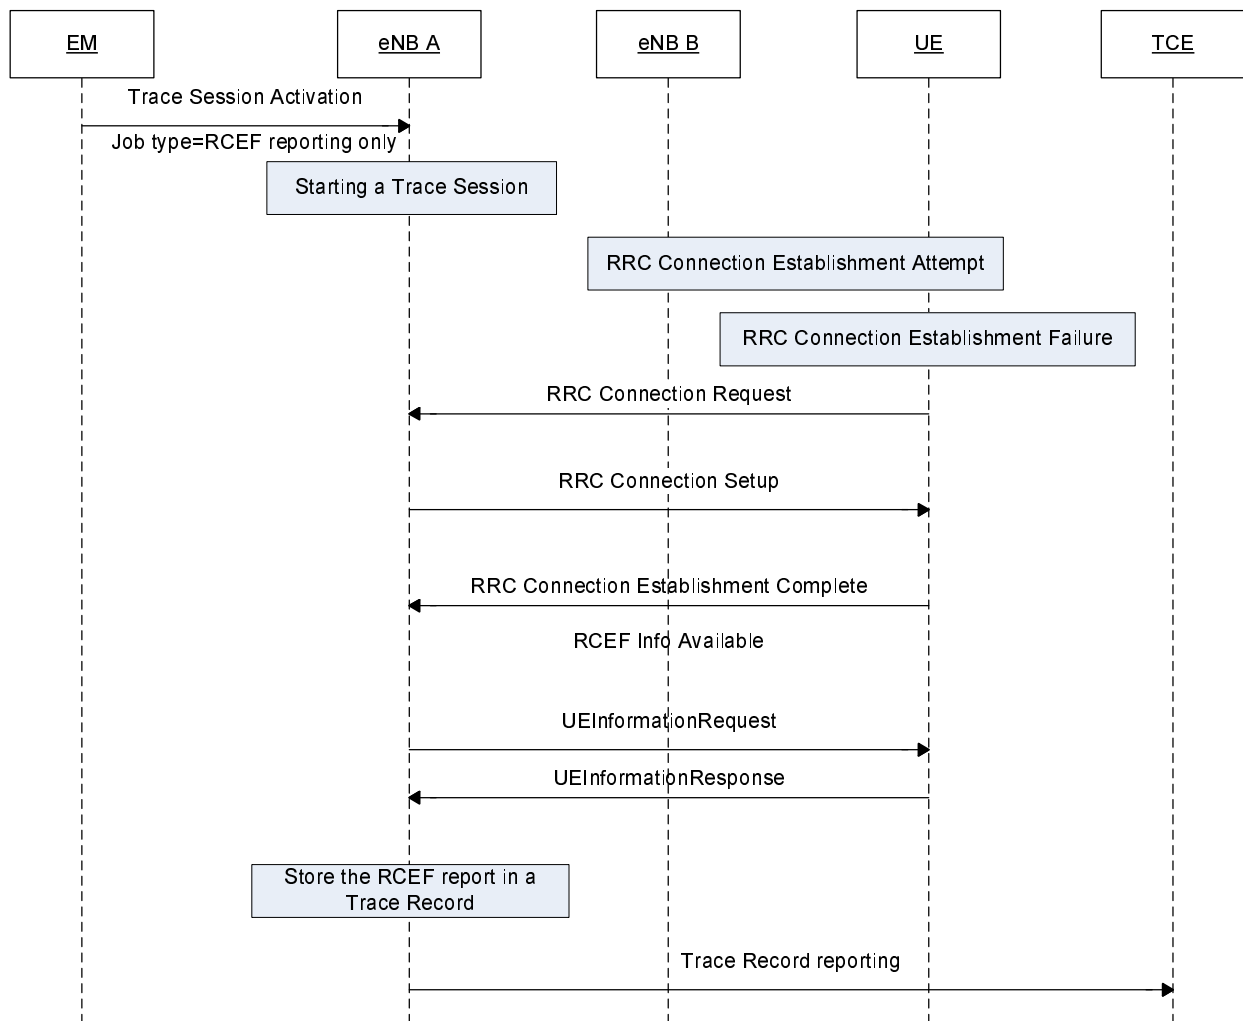 EM
eNB A
eNB B
UE
TCE
Trace Session Activation
Job type=RCEF reporting only
Starting a Trace Session
RRC Connection Establishment Attempt
RRC Connection Establishment Failure
RRC Connection Request
RRC Connection Setup
RRC Connection Establishment Complete
RCEF Info Available
UEInformationRequest
UEInformationResponse
Store the RCEF report in a
Trace Record
Trace Record reporting